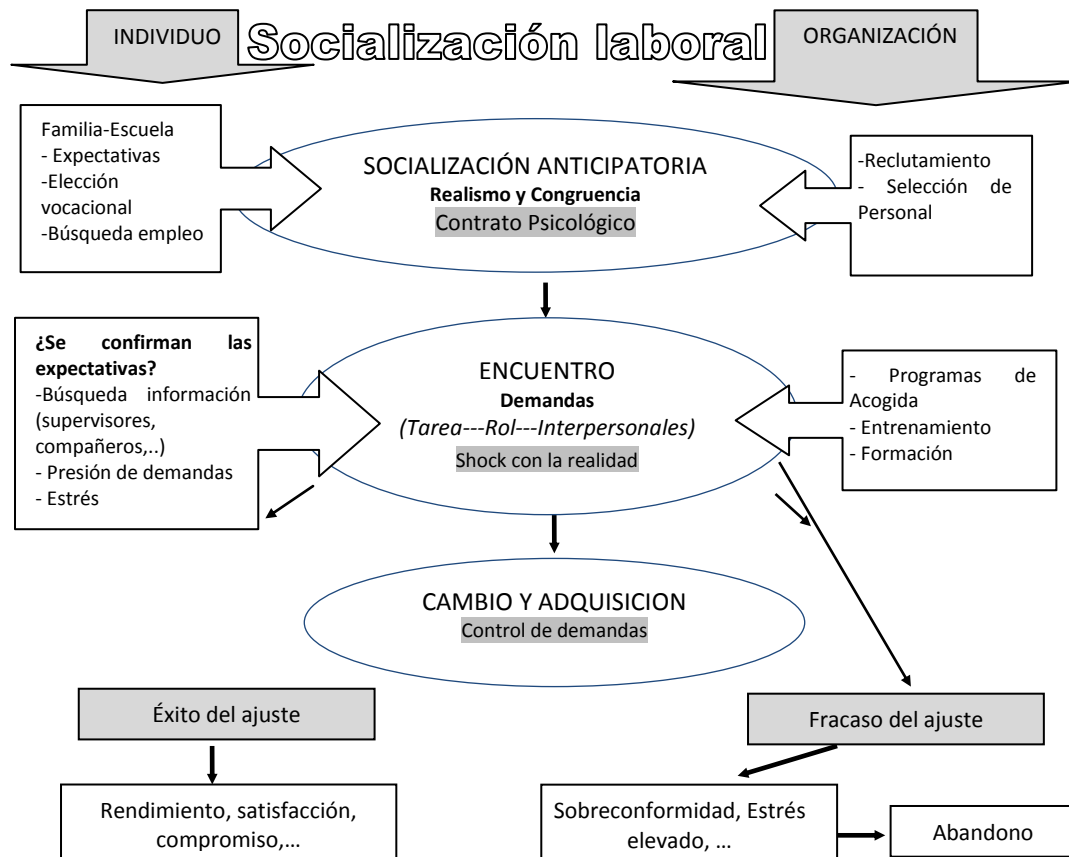 INDIVIDUO
Socialización laboral
ORGANIZACIÓN
Familia-Escuela
- Expectativas
-Elección
vocacional
-Búsqueda empleo
SOCIALIZACIÓN ANTICIPATORIA
Realismo y Congruencia
Contrato Psicológico
-Reclutamiento
- Selección de
Personal
¿Se confirman las
expectativas?
-Búsqueda información
(supervisores,
compañeros,..)
- Presión de demandas
- Estrés
ENCUENTRO
Demandas
(Tarea---Rol---Interpersonales)
Shock con la realidad
- Programas de
Acogida
- Entrenamiento
- Formación
CAMBIO Y ADQUISICION
Control de demandas
Éxito del ajuste
Fracaso del ajuste
Rendimiento, satisfacción,
compromiso,...
Sobreconformidad, Estrés
elevado, ...
Abandono